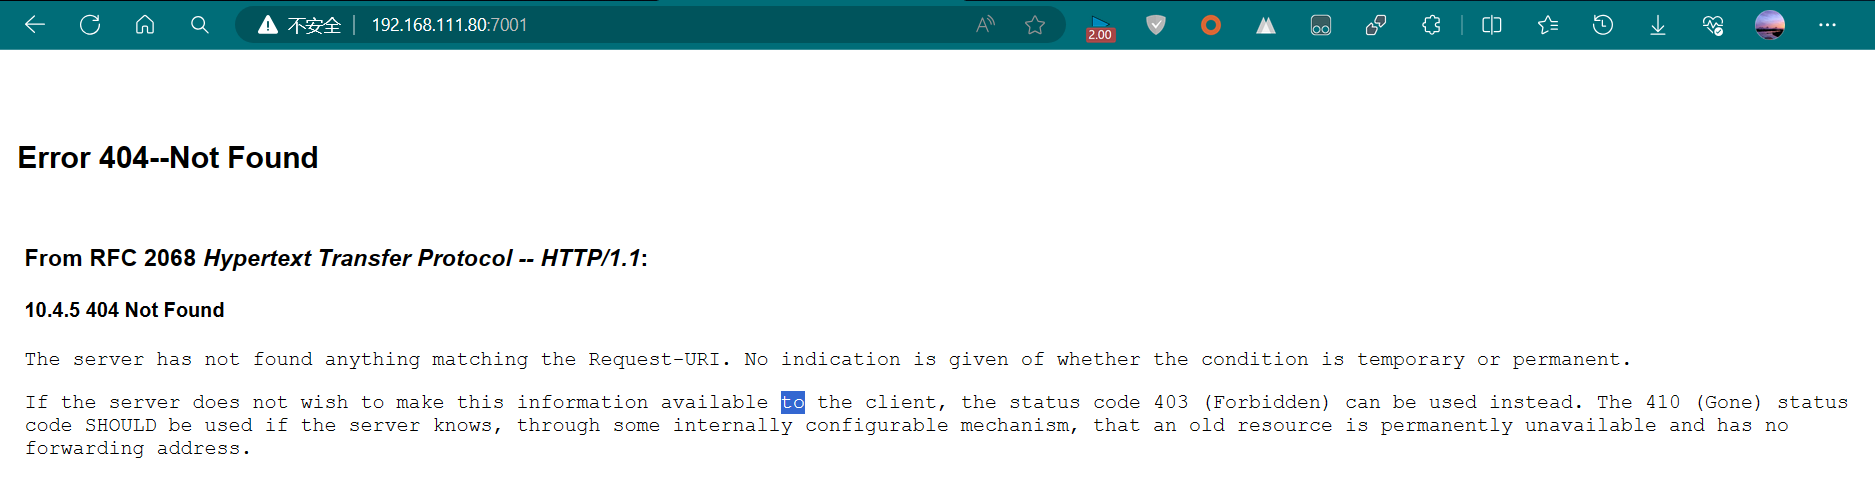 不安全 192.168.111.80:7001
2.00
Error 404--Not Found
From RFC 2068 Hypertext Transfer Protocol -- HTTP/1.1:
10.4.5 404 Not Found
The server has not found anything matching the Request-URI. No indication is given of whether the condition is temporary or permanent.
If the server does not wish to make this information available to the client, the status code 403 (Forbidden) can be used instead. The 410 (Gone) status
code SHOULD be used if the server knows, through some internally configurable mechanism, that an old resource is permanently unavailable and has no
forwarding address.